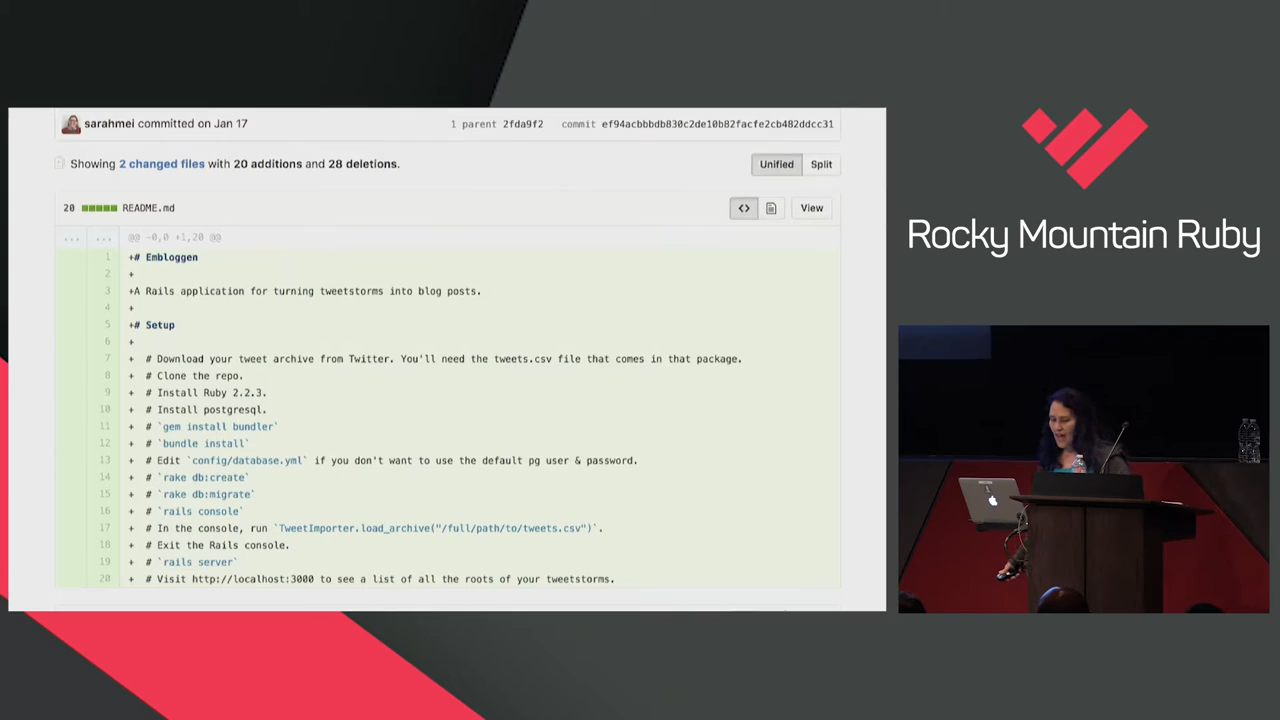 sarahmei committed on Jan 17
1 parent 2fda9f2 commit ef94acbbbdb830c2de10b82facfe2cb482ddcc31
Showing 2 changed files with 20 additions and 28 deletions.
Unified Split
20 README.md
<> View
... ... @@ -0,0 +1,20 @@
1 +# Embloggen
2 +
3 +A Rails application for turning tweetstorms into blog posts.
4 +
5 +# Setup
6 +
7 + # Download your tweet archive from Twitter. You'll need the tweets.csv file that comes in that package.
8 + # Clone the repo.
9 + # Install Ruby 2.2.3.
10 + # Install postgresql.
11 + # `gem install bundler`
12 + # `bundle install`
13 + # Edit `config/database.yml` if you don't want to use the default pg user & password.
14 + # `rake db:create`
15 + # `rake db:migrate`
16 + # `rails console`
17 + # In the console, run `TweetImporter.load_archive("/full/path/to/tweets.csv")`.
18 + # Exit the Rails console.
19 + # `rails server`
20 + # Visit http://localhost:3000 to see a list of all the roots of your tweetstorms.
Rocky Mountain Ruby